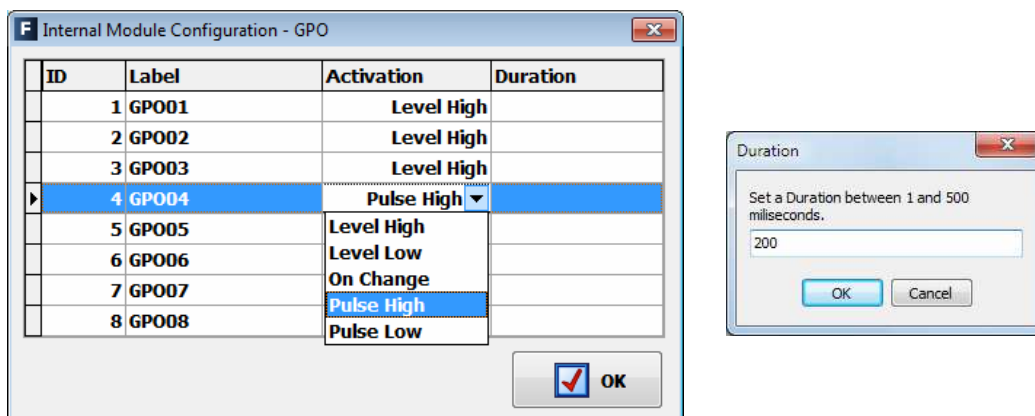 F Internal Module Configuration - GPO
ID Label Activation Duration
1 GPO01 Level High
2 GPO02 Level High
3 GPO03 Level High
4 GPO04 Pulse High
5 GPO05 Level High
6 GPO06 Level Low
On Change
7 GPO07 Pulse High
8 GPO08 Pulse Low
OK
Duration
Set a Duration between 1 and 500
miliseconds.
200
OK Cancel